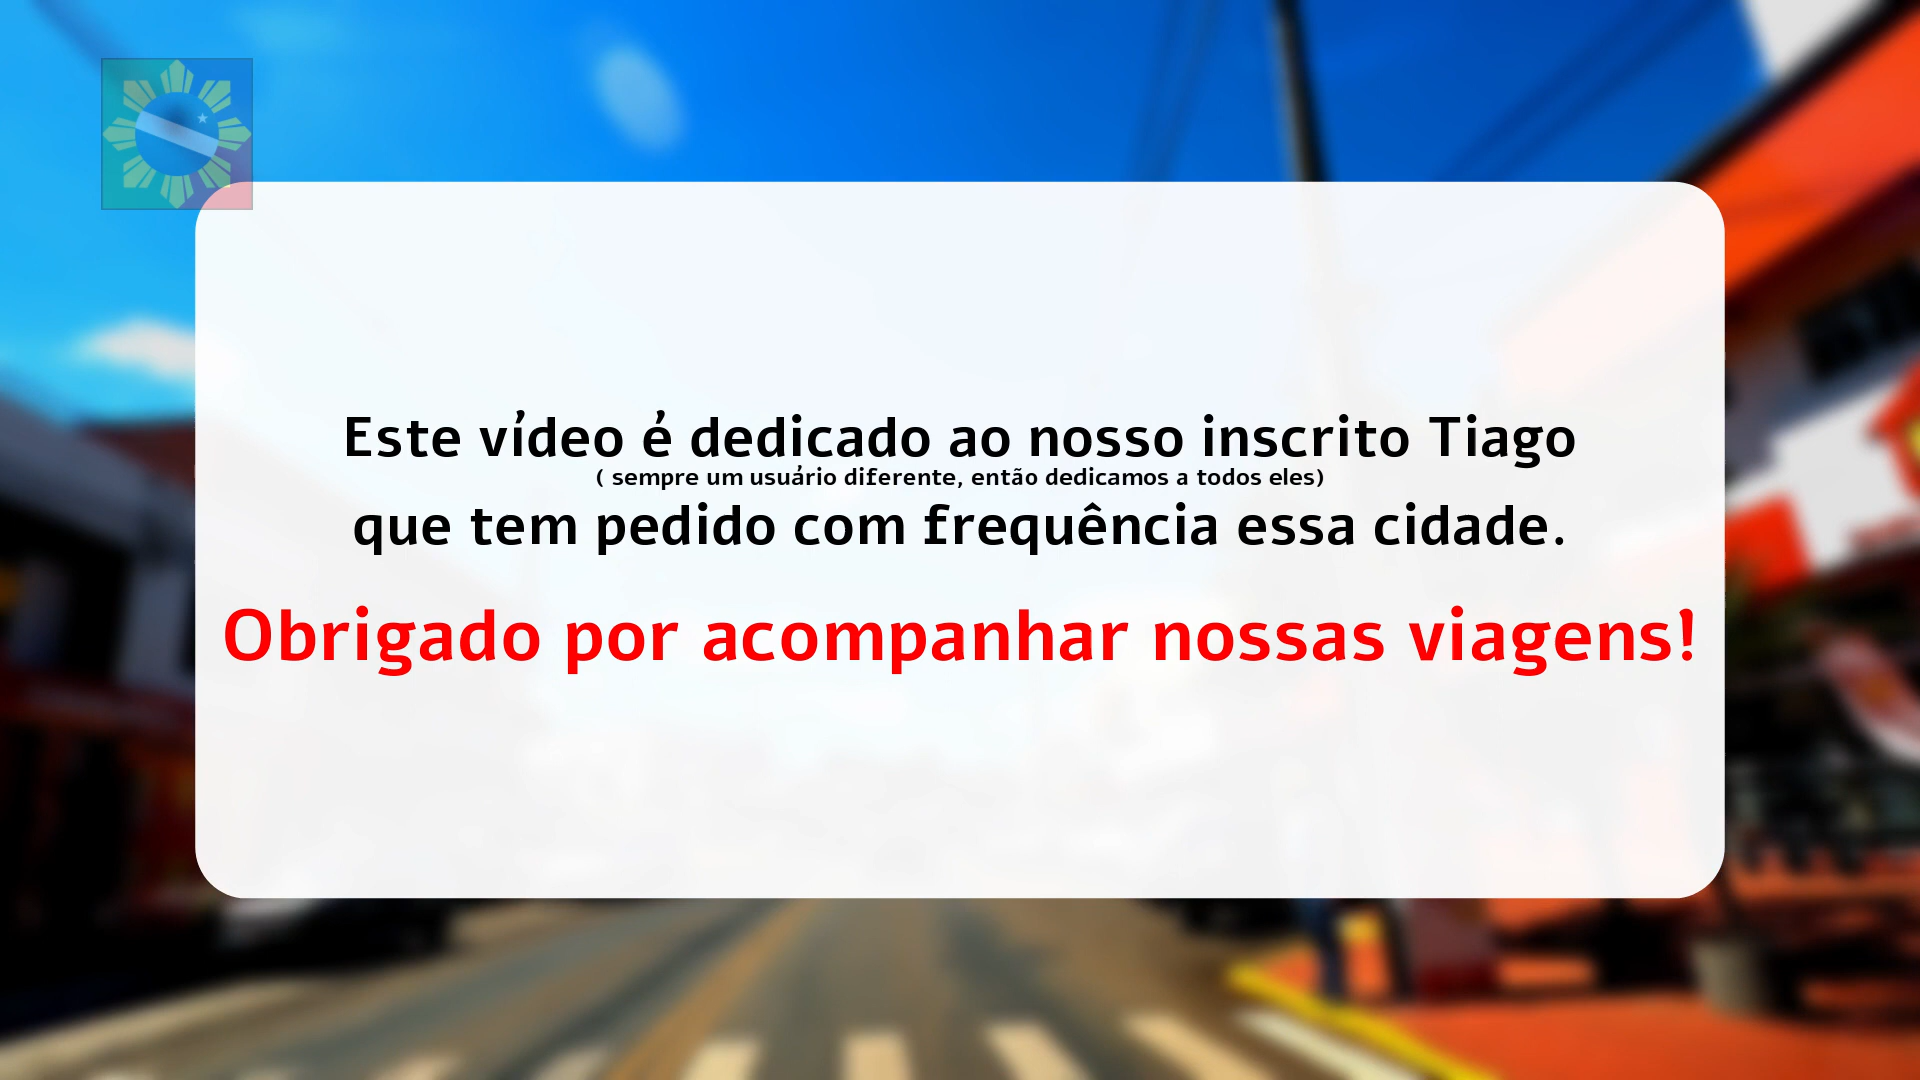 Este vídeo é dedicado ao nosso inscrito Tiago
( sempre um usuário diferente, então dedicamos a todos eles)
que tem pedido com frequência essa cidade.
Obrigado por acompanhar nossas viagens!